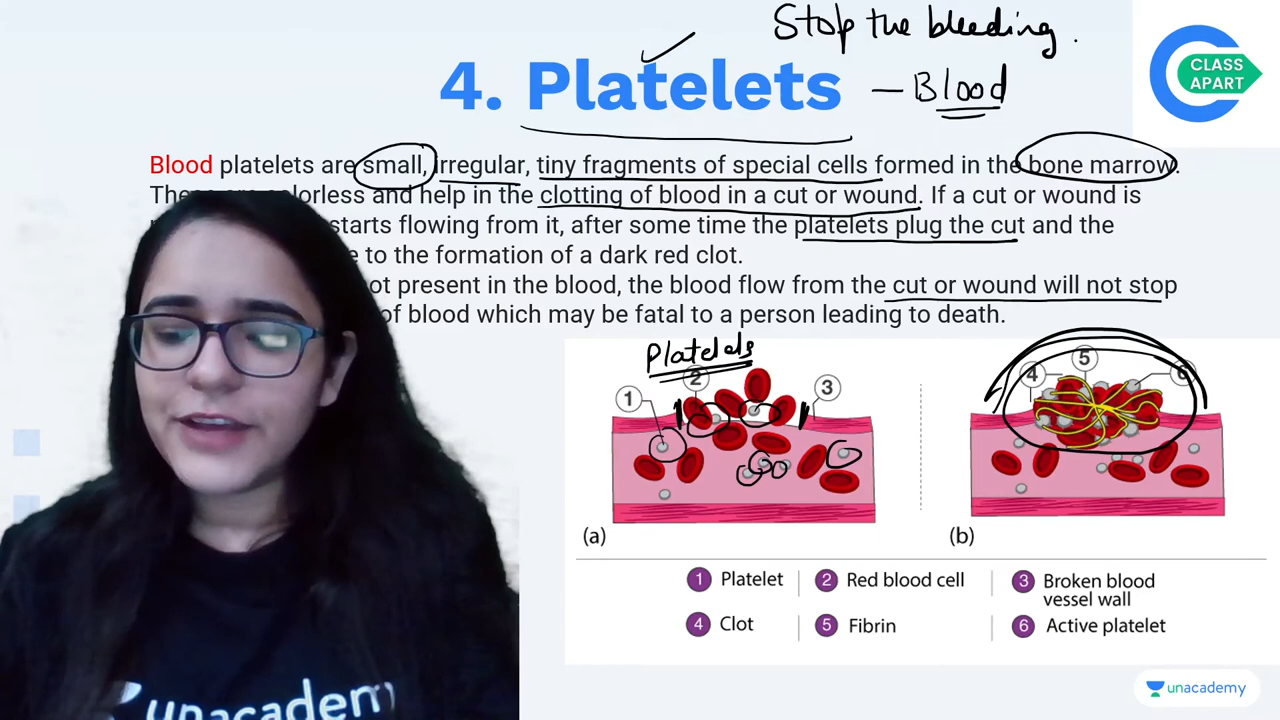 Stop the bleeding.
CLASS
APART
4. Platelets
— Blood
Blood platelets are small, irregular, tiny fragments of special cells formed in the bone marrow.
These are colorless and help in the clotting of blood in a cut or wound. If a cut or wound is
starts flowing from it, after some time the platelets plug the cut and the
to the formation of a dark red clot.
present in the blood, the blood flow from the cut or wound will not stop
of blood which may be fatal to a person leading to death.
Platelets
1
2
3
4
5
6
(a)
(b)
1 Platelet
2 Red blood cell
3 Broken blood
vessel wall
4 Clot
5 Fibrin
6 Active platelet
unacademy
unacademy